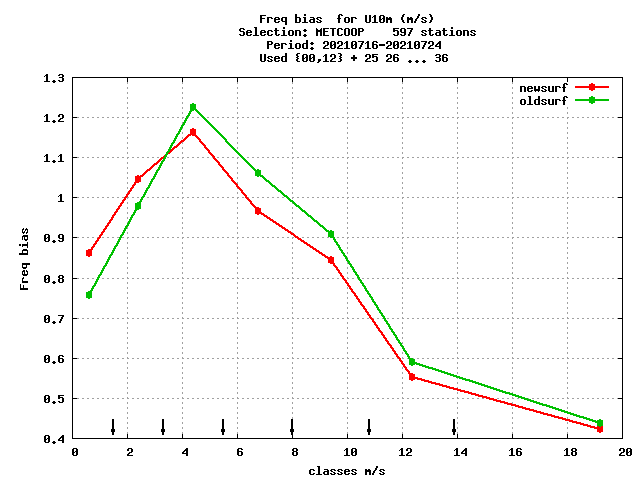 Freq bias  for U10m (m/s)
Selection: METCOOP    597 stations
Period: 20210716-20210724
Used {00,12} + 25 26 ... 36
newsurf
oldsurf
1.3
1.2
1.1
1
0.9
0.8
0.7
0.6
0.5
0.4
Freq bias
0 2 4 6 8 10 12 14 16 18 20
classes m/s